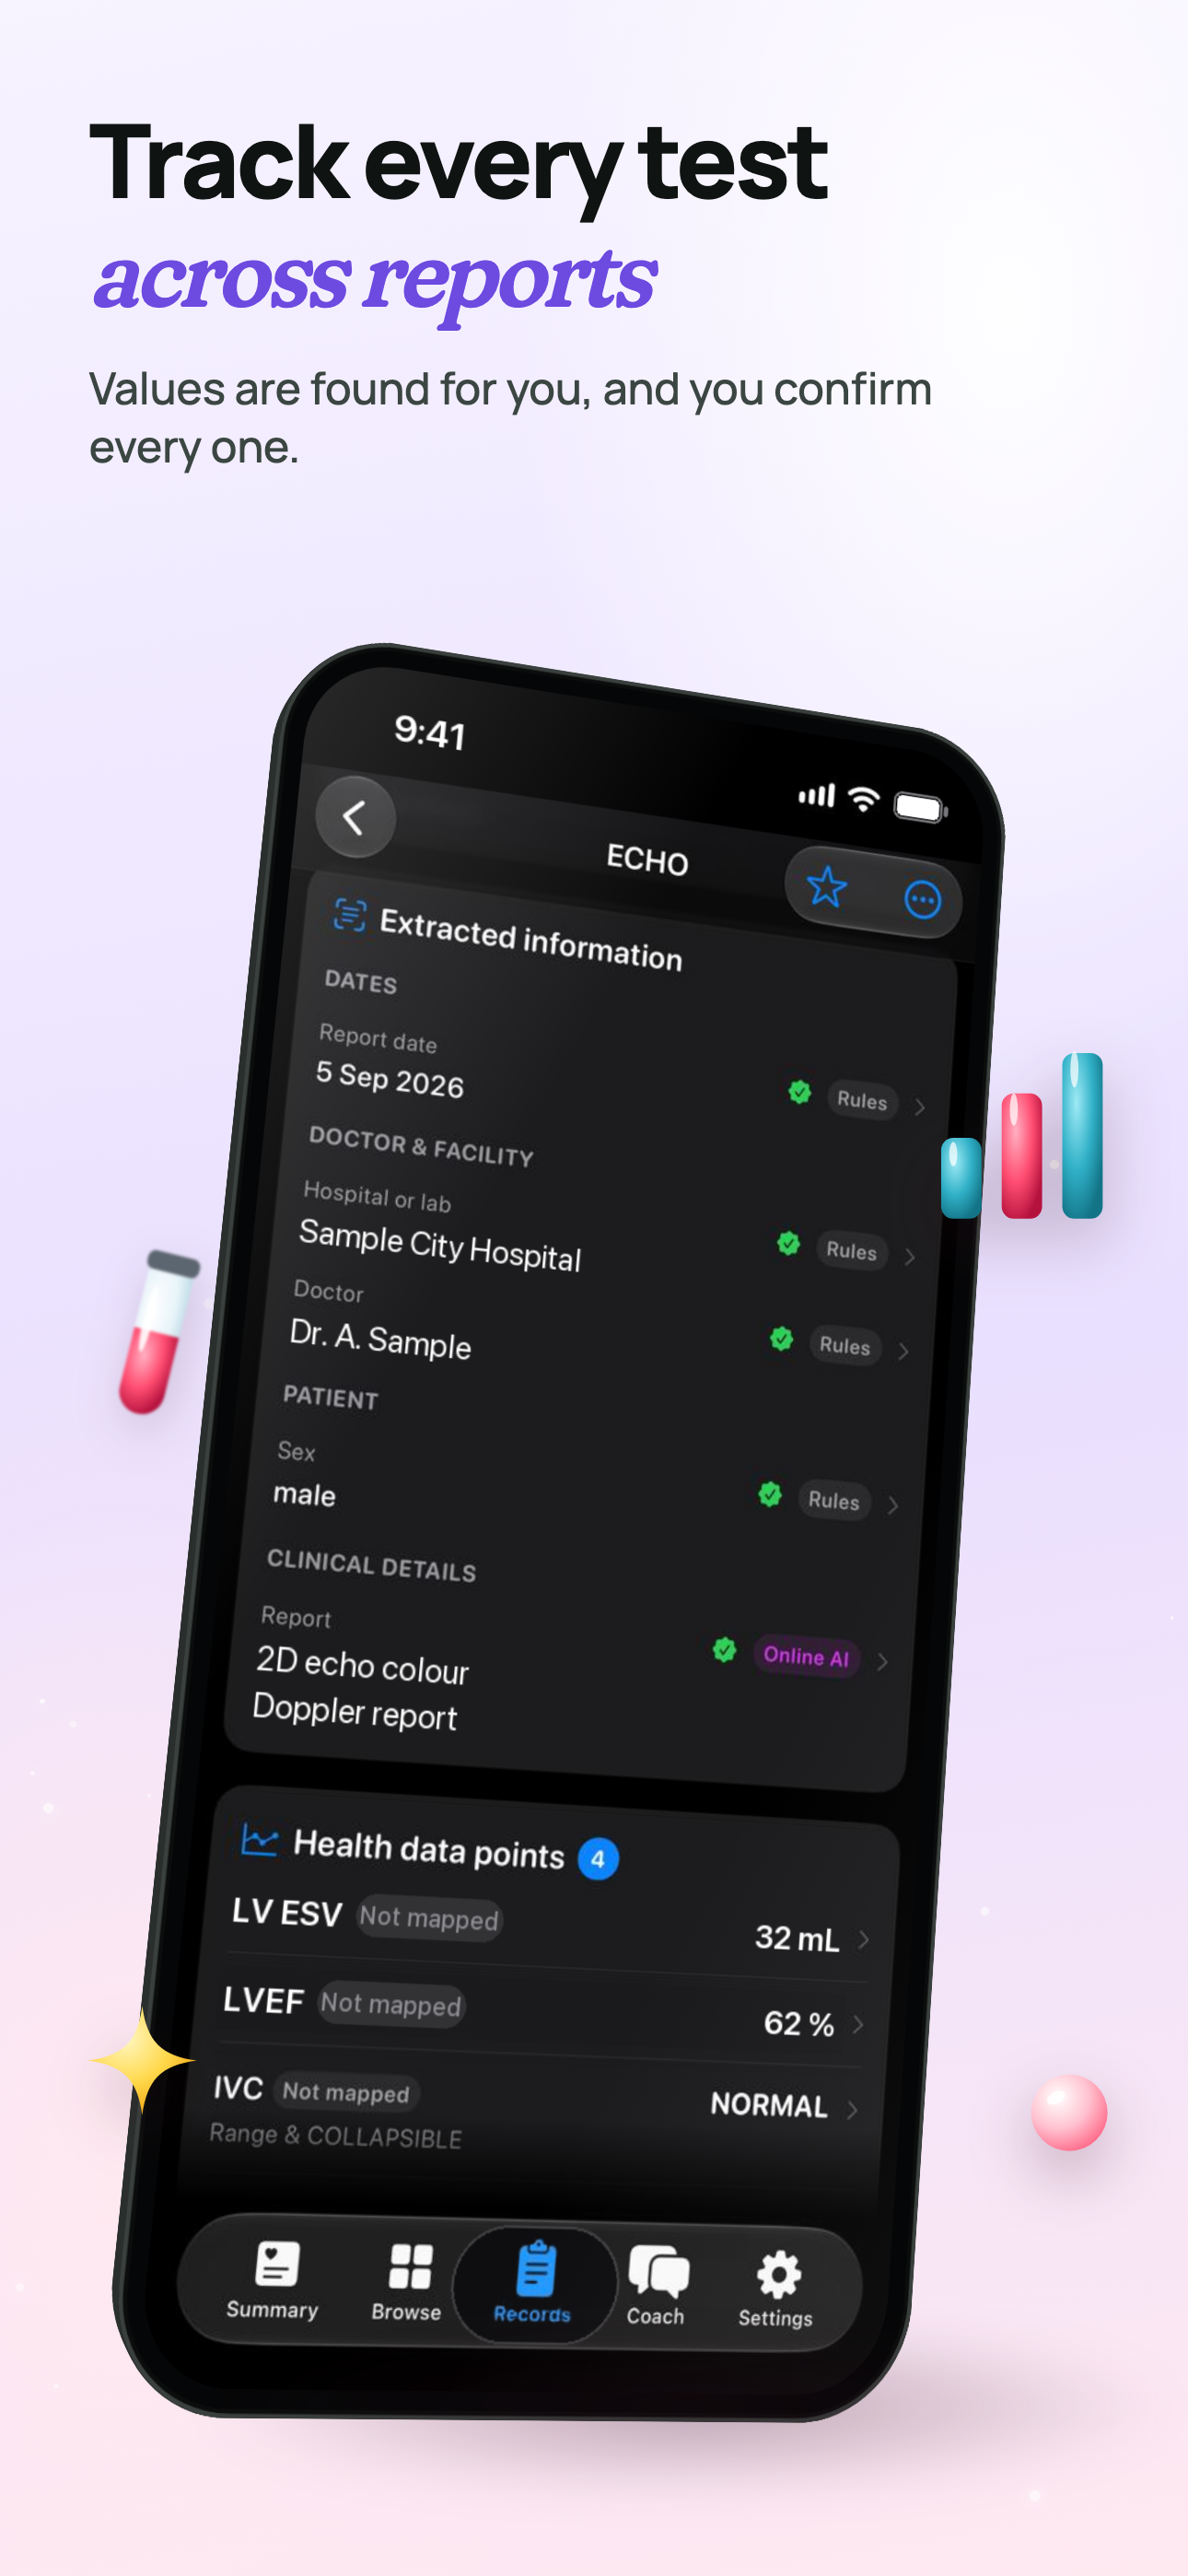 Track every test
across reports
Values are found for you, and you confirm
every one.
9:41
ECHO
Extracted information
DATES
Report date
5 Sep 2026
Rules
DOCTOR & FACILITY
Hospital or lab
Sample City Hospital
Rules
Doctor
Dr. A. Sample
Rules
PATIENT
Sex
male
Rules
CLINICAL DETAILS
Report
2D echo colour
Doppler report
Online AI
Health data points 4
LV ESV Not mapped 32 mL
LVEF Not mapped 62 %
IVC Not mapped NORMAL
Range & COLLAPSIBLE
Summary Browse Records Coach Settings